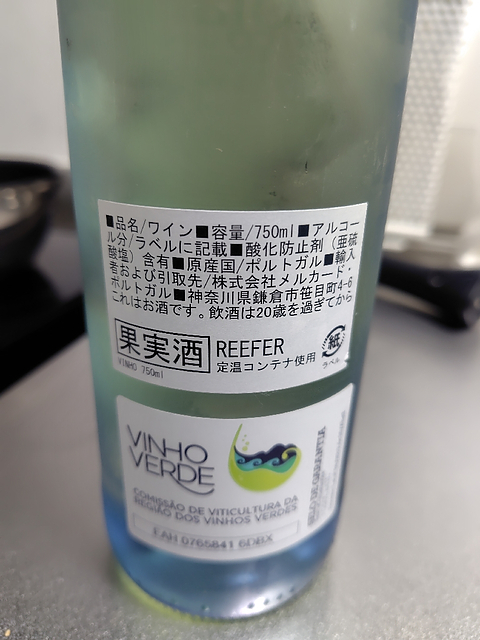 ■品名/ワイン■容量/750ml■アルコー
ル分/ラベルに記載■酸化防止剤（亜硫
酸塩）含有■原産国/ポルトガル■輸入
者および引取先/株式会社メルカード・
ポルトガル■神奈川県鎌倉市笹目町4-6
これはお酒です。飲酒は20歳を過ぎてから
果実酒
VINHO 750ml
REEFER
定温コンテナ使用
紙
ラベル
VINHO
VERDE
COMISSÃO DE VITICULTURA DA
REGIÃO DOS VINHOS VERDES
SELO DE GARANTIA